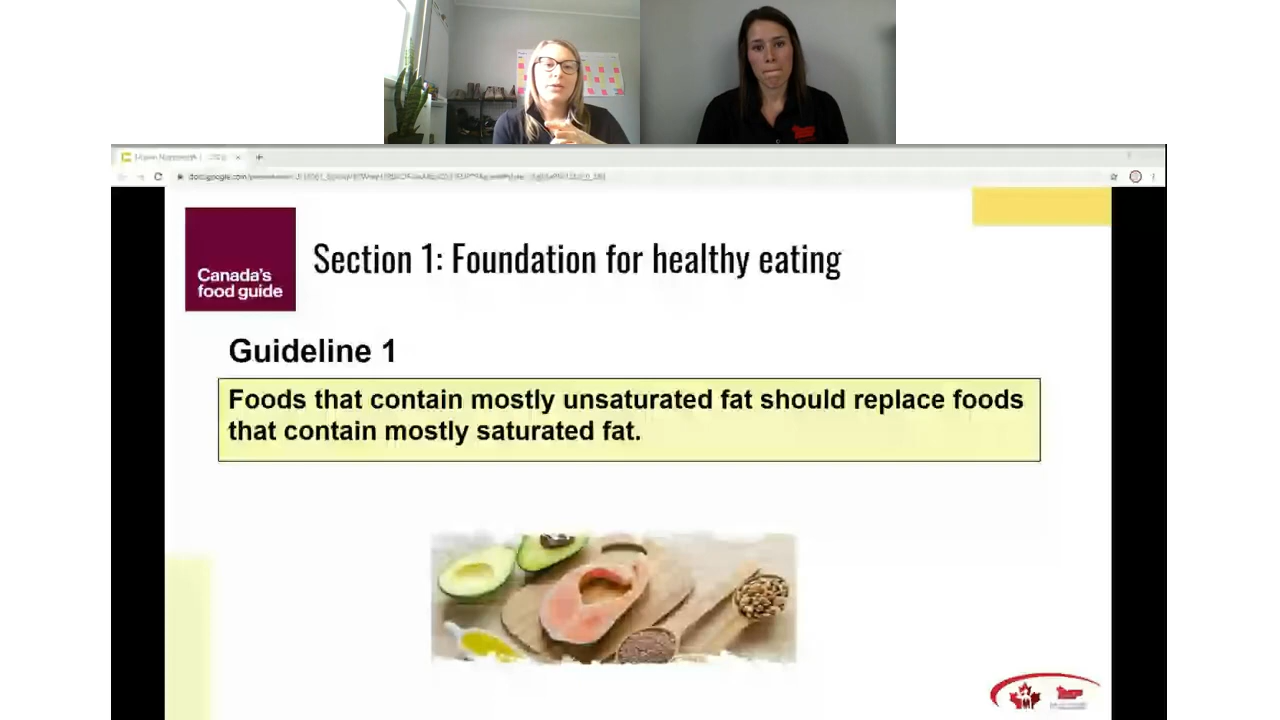 Canada's
food guide
Section 1: Foundation for healthy eating
Guideline 1
Foods that contain mostly unsaturated fat should replace foods
that contain mostly saturated fat.